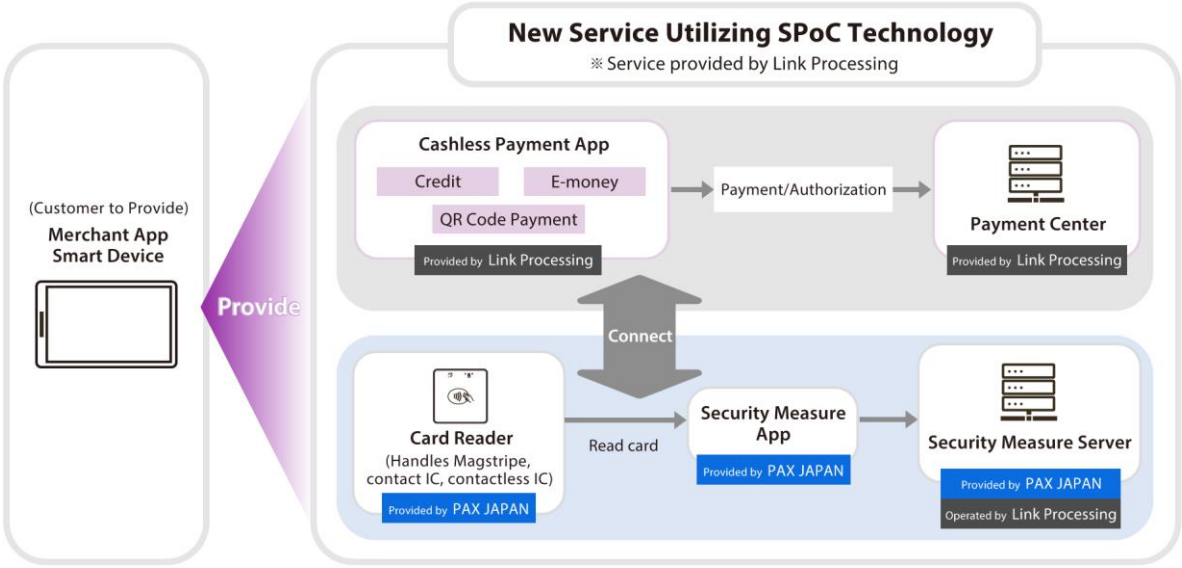 New Service Utilizing SPoC Technology
※ Service provided by Link Processing
(Customer to Provide)
Merchant App
Smart Device
Provide
Cashless Payment App
Credit
E-money
QR Code Payment
Provided by Link Processing
Payment/Authorization
Payment Center
Provided by Link Processing
Connect
Card Reader
(Handles Magstripe,
contact IC, contactless IC)
Provided by PAX JAPAN
Read card
Security Measure
App
Provided by PAX JAPAN
Security Measure Server
Provided by PAX JAPAN
Operated by Link Processing